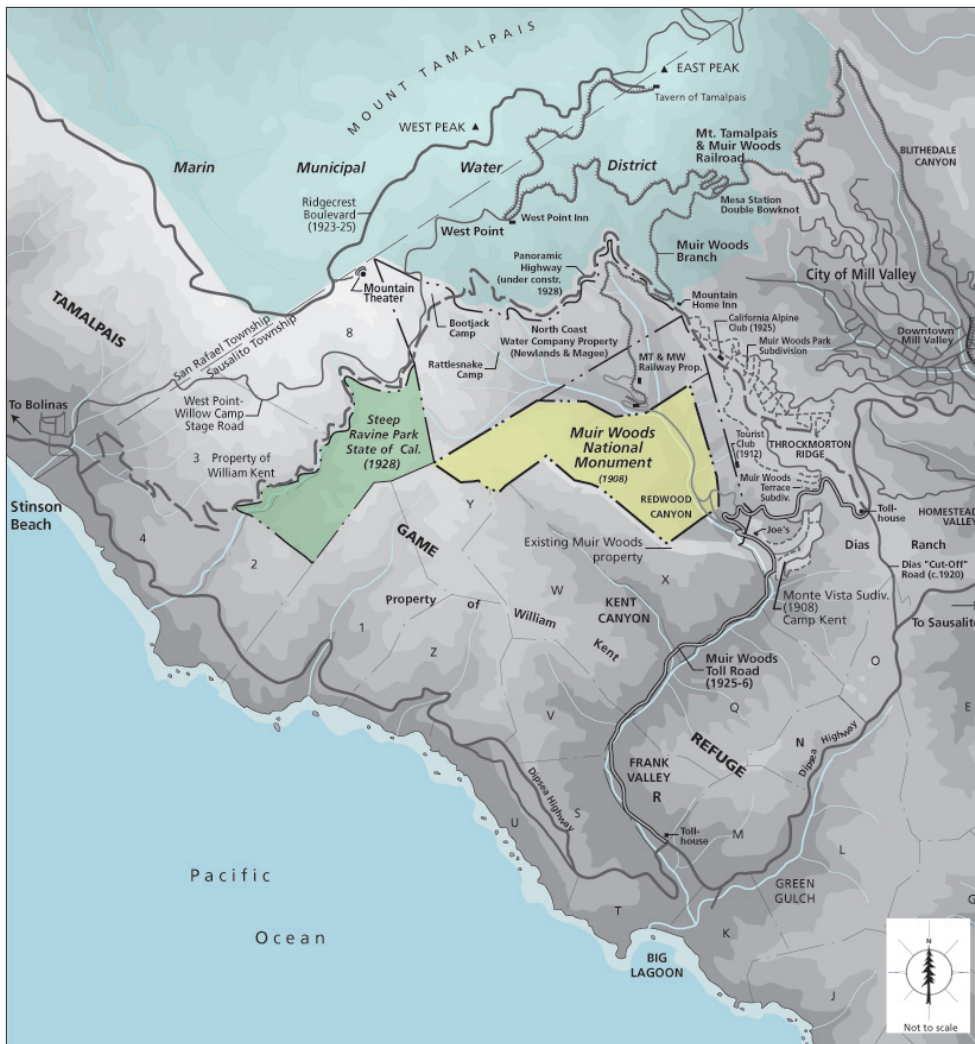 MOUNT TAMALPAIS
EAST PEAK
Tavern of Tamalpais
WEST PEAK
Marin Municipal Water District
Mt. Tamalpais
& Muir Woods
Railroad
BLITHEDALE
CANYON
Ridgecrest
Boulevard
(1923-25)
Mesa Station
Double Bowknot
West Point Inn
West Point
Muir Woods
Branch
Panoramic
Highway
(under constr.
1928)
City of Mill Valley
Mountain
Theater
Mountain
Home Inn
TAMALPAIS
California Alpine
Club (1925)
San Rafael Township
Sausalito Township
8
Bootjack
Camp
North Coast
Water Company Property
(Newlands & Magee)
Muir Woods Park
Subdivision
Downtown
Mill Valley
Rattlesnake
Camp
MT & MW
Railway Prop.
To Bolinas
West Point-
Willow Camp
Stage Road
Steep
Ravine Park
State of Cal.
(1928)
Muir Woods
National
Monument
(1908)
Tourist
Club
(1912)
THROCKMORTON
RIDGE
3
Property of
William Kent
Muir Woods
Terrace
Subdiv.
Stinson
Beach
Y
REDWOOD
CANYON
Toll-
house
HOMESTEAD
VALLEY
4
GAME
Existing Muir Woods
property
Joe's
Dias Ranch
2
Dias "Cut-Off"
Road (c.1920)
W
X
Property of William Kent
KENT
CANYON
Monte Vista Sudiv.
(1908)
Camp Kent
To Sausalito
1
Z
Muir Woods
Toll Road
(1925-6)
O
V
Q
E
REFUGE
N
Dipsea Highway
FRANK
VALLEY
R
Dipsea Highway
U
S
Toll-
house
M
L
Pacific
Ocean
GREEN
GULCH
G
T
K
BIG
LAGOON
J
N
Not to scale